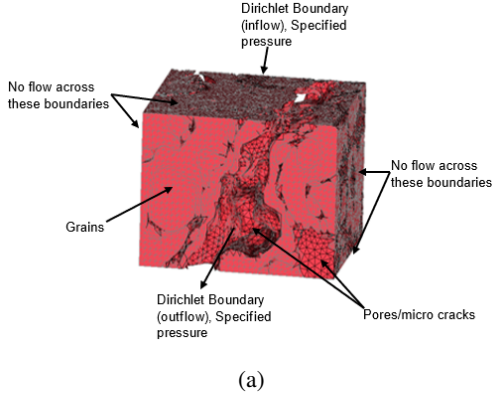 Dirichlet Boundary
(inflow), Specified
pressure
No flow across
these boundaries
No flow across
these boundaries
Grains
Dirichlet Boundary
(outflow), Specified
pressure
Pores/micro cracks
(a)